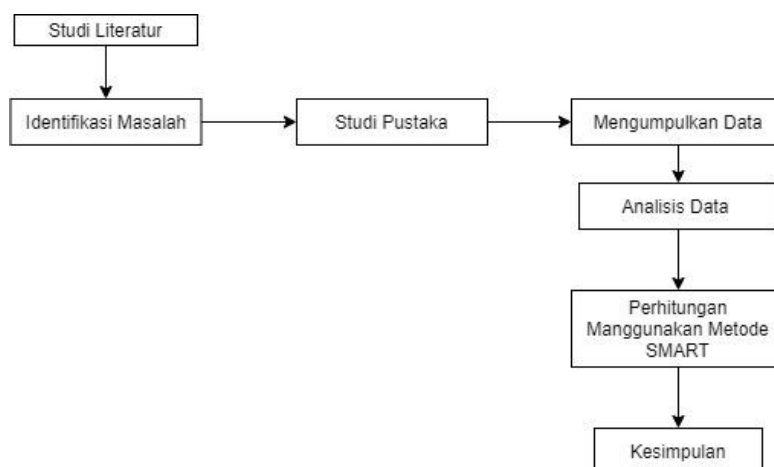 Studi Literatur
Identifikasi Masalah
Studi Pustaka
Mengumpulkan Data
Analisis Data
Perhitungan
Manggunakan Metode
SMART
Kesimpulan